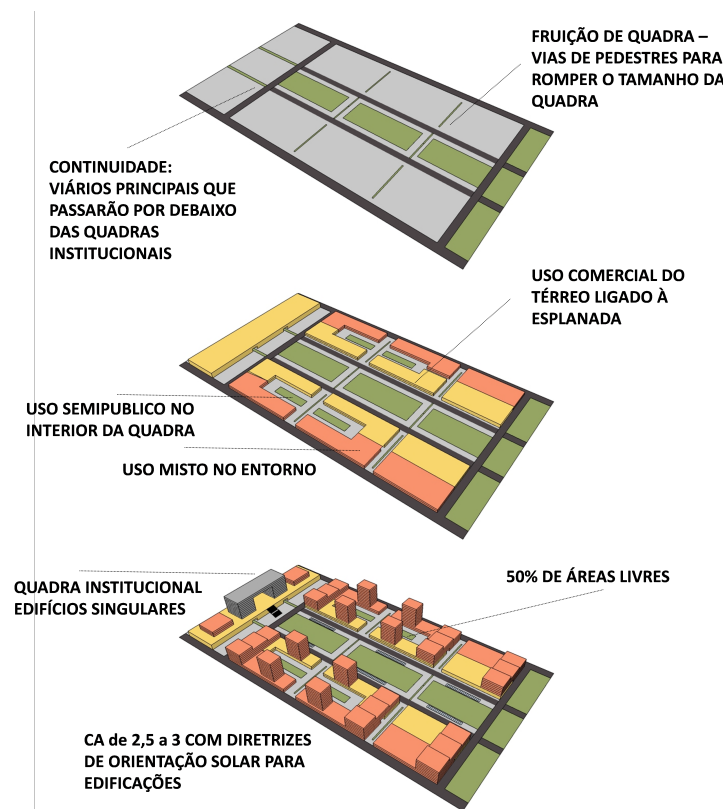 FRUIÇÃO DE QUADRA –
VIAS DE PEDESTRES PARA
ROMPER O TAMANHO DA
QUADRA
CONTINUIDADE:
VIÁRIOS PRINCIPAIS QUE
PASSARÃO POR DEBAIXO
DAS QUADRAS
INSTITUCIONAIS
USO COMERCIAL DO
TÉRREO LIGADO À
ESPLANADA
USO SEMIPUBLICO NO
INTERIOR DA QUADRA
USO MISTO NO ENTORNO
QUADRA INSTITUCIONAL
EDIFÍCIOS SINGULARES
50% DE ÁREAS LIVRES
CA de 2,5 a 3 COM DIRETRIZES
DE ORIENTAÇÃO SOLAR PARA
EDIFICAÇÕES